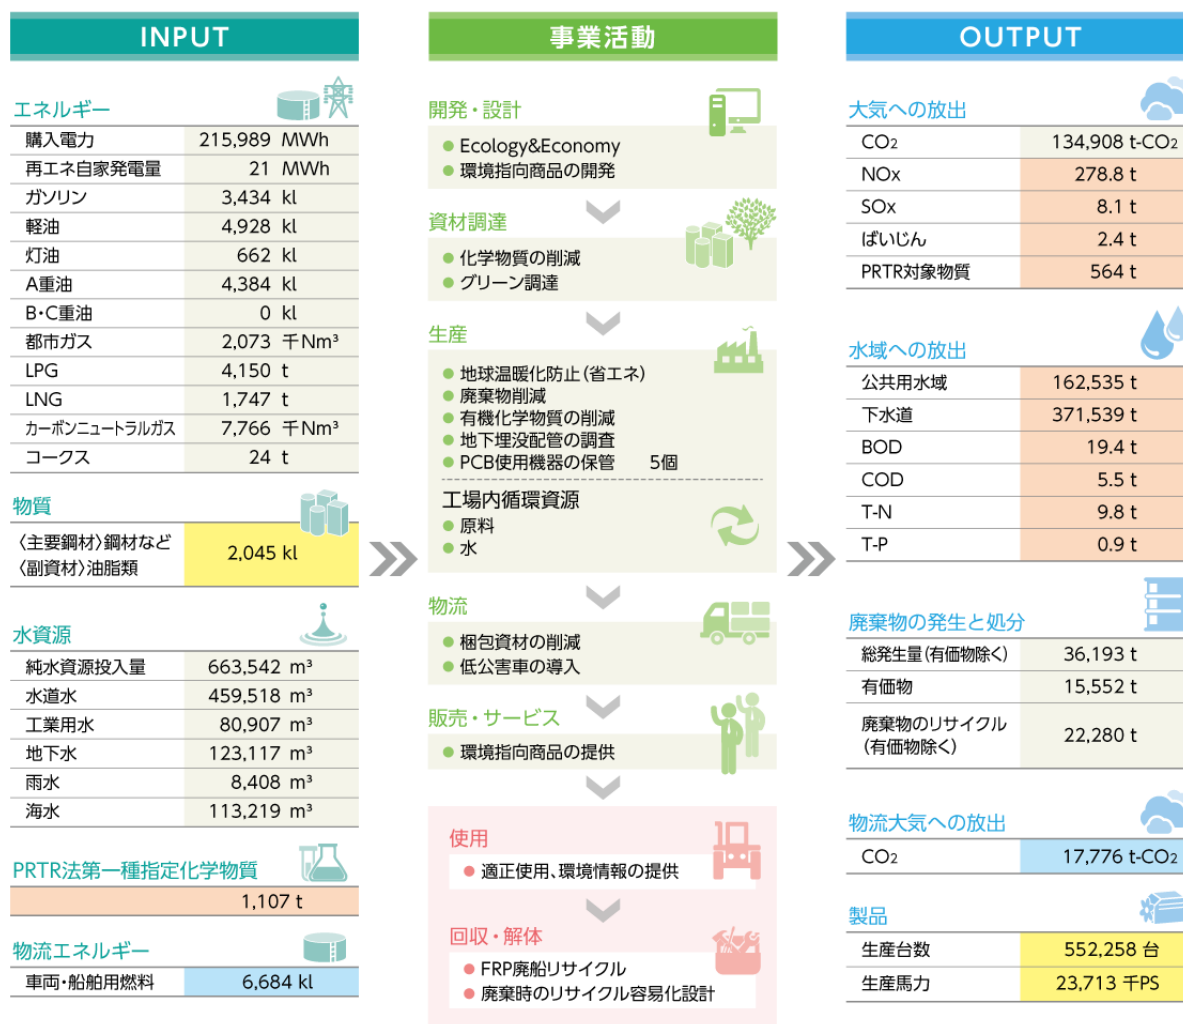 INPUT
エネルギー
購入電力 215,989 MWh
再エネ自家発電量 21 MWh
ガソリン 3,434 kl
軽油 4,928 kl
灯油 662 kl
A重油 4,384 kl
B・C重油 0 kl
都市ガス 2,073 千Nm³
LPG 4,150 t
LNG 1,747 t
カーボンニュートラルガス 7,766 千Nm³
コークス 24 t
物質
〈主要鋼材〉鋼材など
〈副資材〉油脂類
2,045 kl
水資源
純水資源投入量 663,542 m³
水道水 459,518 m³
工業用水 80,907 m³
地下水 123,117 m³
雨水 8,408 m³
海水 113,219 m³
PRTR法第一種指定化学物質
1,107 t
物流エネルギー
車両・船舶用燃料 6,684 kl
事業活動
開発・設計
● Ecology&Economy
● 環境指向商品の開発
資材調達
● 化学物質の削減
● グリーン調達
生産
● 地球温暖化防止(省エネ)
● 廃棄物削減
● 有機化学物質の削減
● 地下埋没配管の調査
● PCB使用機器の保管 5個
工場内循環資源
● 原料
● 水
物流
● 梱包資材の削減
● 低公害車の導入
販売・サービス
● 環境指向商品の提供
使用
● 適正使用、環境情報の提供
回収・解体
● FRP廃船リサイクル
● 廃棄時のリサイクル容易化設計
OUTPUT
大気への放出
CO₂ 134,908 t-CO₂
NOx 278.8 t
SOx 8.1 t
ばいじん 2.4 t
PRTR対象物質 564 t
水域への放出
公共用水域 162,535 t
下水道 371,539 t
BOD 19.4 t
COD 5.5 t
T-N 9.8 t
T-P 0.9 t
廃棄物の発生と処分
総発生量(有価物除く) 36,193 t
有価物 15,552 t
廃棄物のリサイクル
(有価物除く)
22,280 t
物流大気への放出
CO₂ 17,776 t-CO₂
製品
生産台数 552,258 台
生産馬力 23,713 千PS